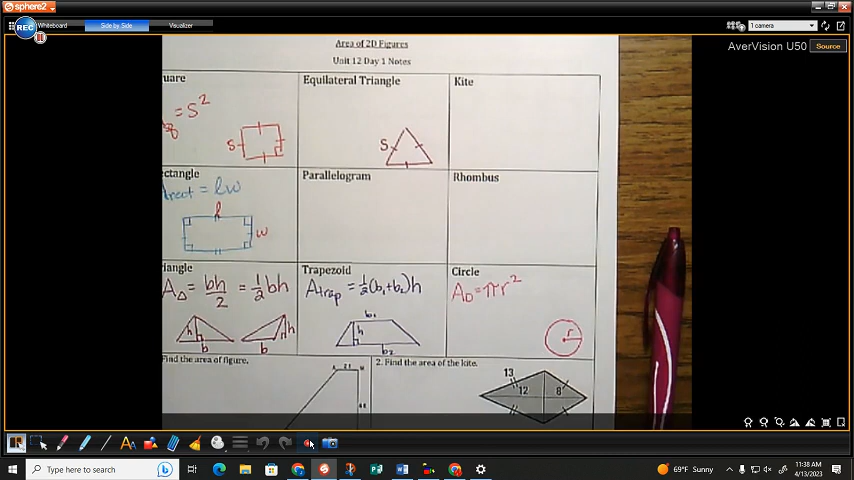 sphere2
REC
Whiteboard
Side by Side
Visualizer
1 camera
AverVision U50
Source
Area of 2D Figures
Unit 12 Day 1 Notes
uare
Equilateral Triangle
Kite
= s²
s
s
ectangle
Parallelogram
Rhombus
rect = lw
l
w
iangle
Trapezoid
Circle
A△ = bh/2 = 1/2 bh
Atrap = 1/2 (b₁+b₂)h
A⊙ = πr²
h
b
h
b
b₁
h
b₂
r
Find the area of figure.
2. Find the area of the kite.
13
12
8
Type here to search
69°F Sunny
11:38 AM
4/13/2023